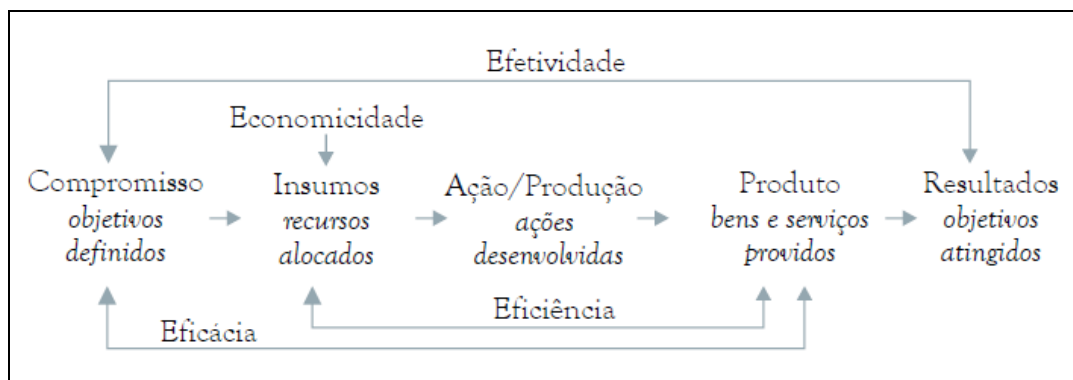 Efetividade
Economicidade
Compromisso Insumos Ação/Produção Produto Resultados
objetivos recursos ações bens e serviços objetivos
definidos alocados desenvolvidas providos atingidos
Eficiência
Eficácia